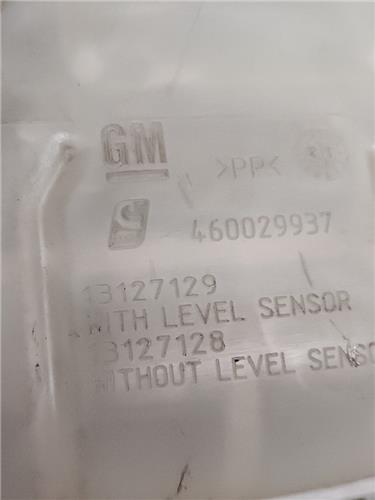 GM >PP<
S 460029937
13127129
WITH LEVEL SENSOR
13127128
WITHOUT LEVEL SENSO